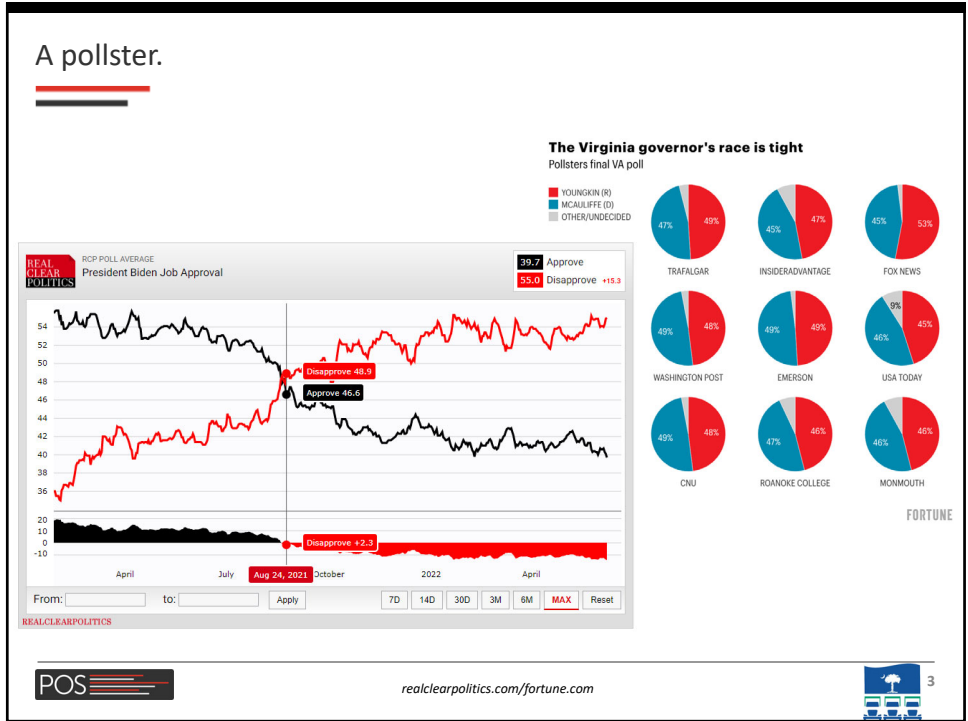 A pollster.
The Virginia governor's race is tight
Pollsters final VA poll
YOUNGKIN (R)
MCAULIFFE (D)
OTHER/UNDECIDED
47% 49%
TRAFALGAR
45% 47%
INSIDERADVANTAGE
45% 53%
FOX NEWS
49% 48%
WASHINGTON POST
49% 49%
EMERSON
9%
46% 45%
USA TODAY
49% 48%
CNU
47% 46%
ROANOKE COLLEGE
46% 46%
MONMOUTH
FORTUNE
REAL
CLEAR
POLITICS
RCP POLL AVERAGE
President Biden Job Approval
39.7 Approve
55.0 Disapprove +15.3
54
52
50
48
46
44
42
40
38
36
Disapprove 48.9
Approve 46.6
20
10
0
-10
Disapprove +2.3
April July Aug 24, 2021 October 2022 April
From: to: Apply 7D 14D 30D 3M 6M MAX Reset
REALCLEARPOLITICS
POS
realclearpolitics.com/fortune.com
3